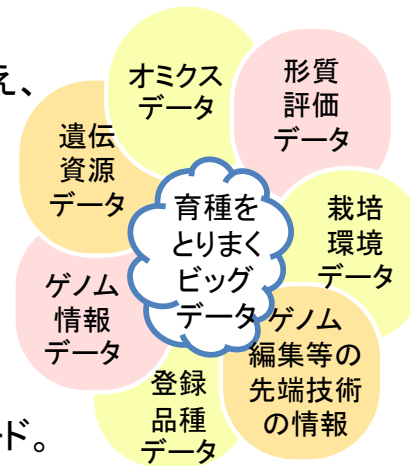 え、
オミクス
データ
形質
評価
データ
遺伝
資源
データ
育種を
とりまく
ビッグ
データ
栽培
環境
データ
ゲノム
情報
データ
ゲノム
編集等の
先端技術
の情報
登録
品種
データ
ド。